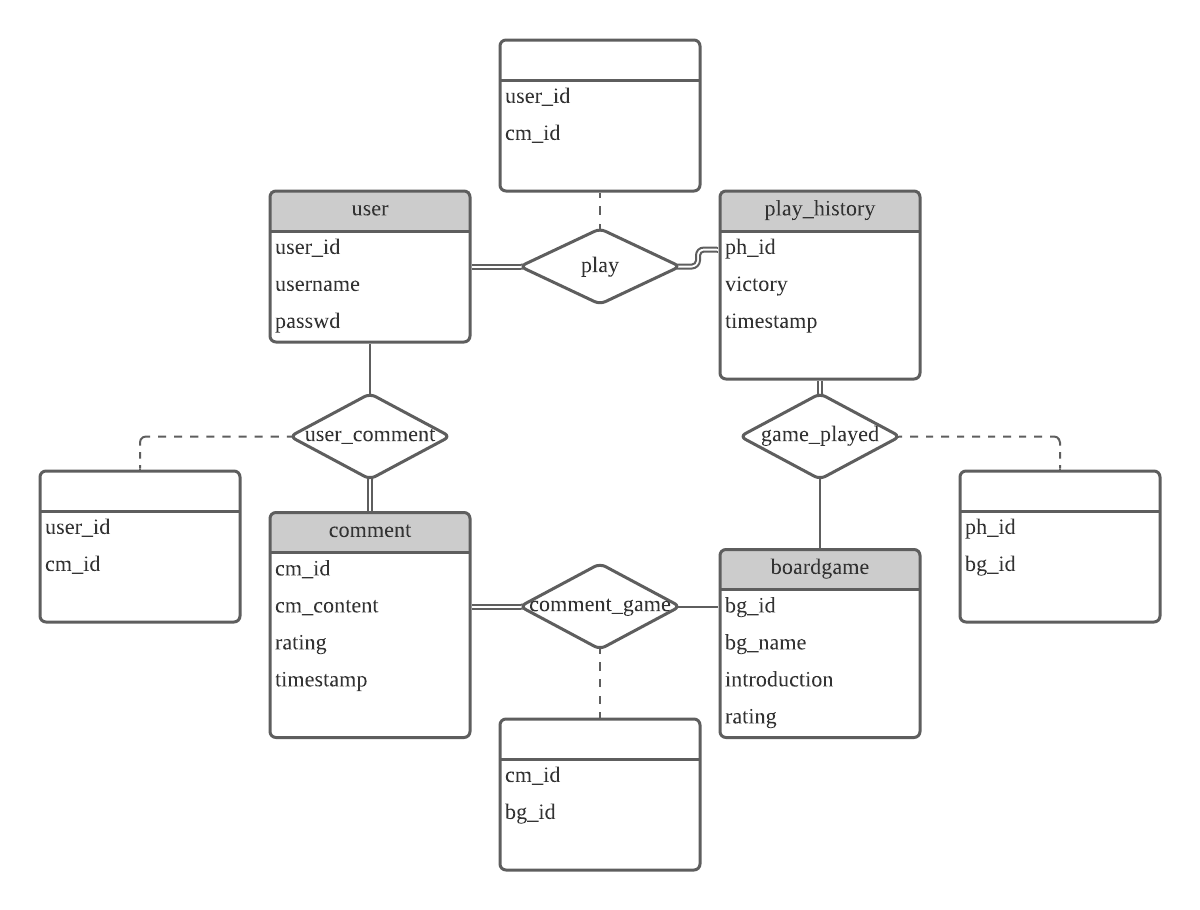 user_id
cm_id
user
user_id
username
passwd
play
play_history
ph_id
victory
timestamp
user_comment
game_played
user_id
cm_id
comment
cm_id
cm_content
rating
timestamp
comment_game
boardgame
bg_id
bg_name
introduction
rating
ph_id
bg_id
cm_id
bg_id